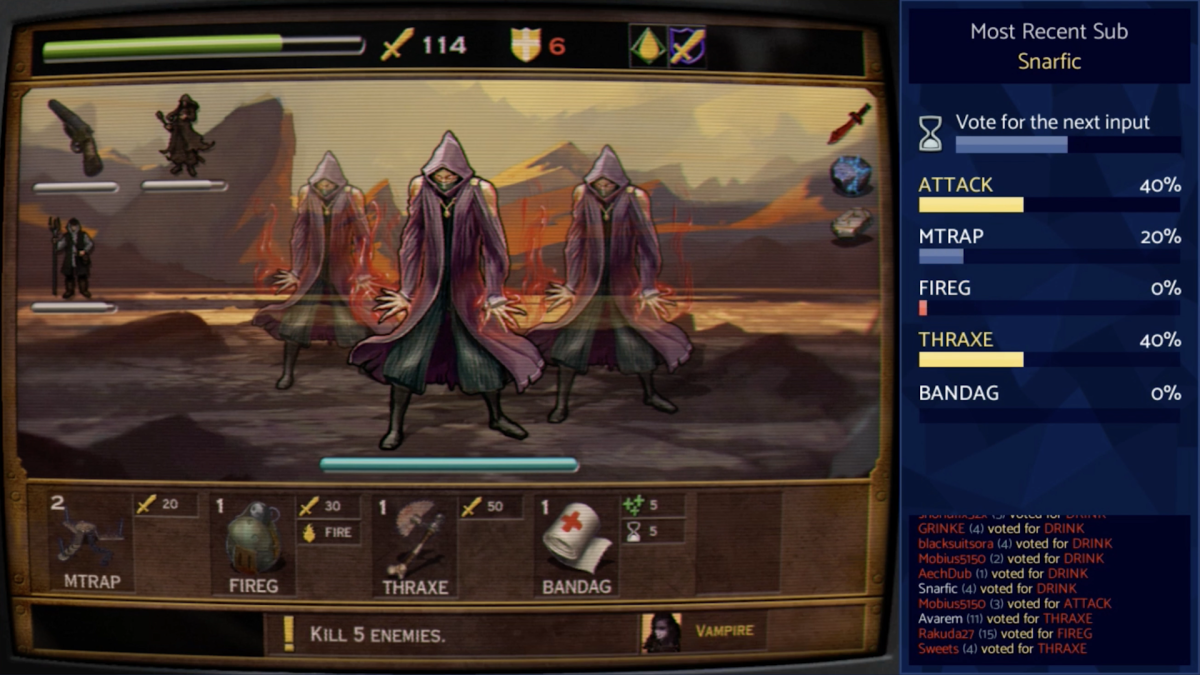 114
6
2
20
MTRAP
1
30
FIRE
FIREG
1
50
THRAXE
1
5
5
BANDAG
KILL 5 ENEMIES.
VAMPIRE
Most Recent Sub
Snarfic
Vote for the next input
ATTACK 40%
MTRAP 20%
FIREG 0%
THRAXE 40%
BANDAG 0%
GRINKE (4) voted for DRINK
blacksuitsora (4) voted for DRINK
Mobius5150 (2) voted for DRINK
AechDub (1) voted for DRINK
Snarfic (4) voted for DRINK
Mobius5150 (3) voted for ATTACK
Avarem (11) voted for THRAXE
Rakuda27 (15) voted for FIREG
Sweets (4) voted for THRAXE